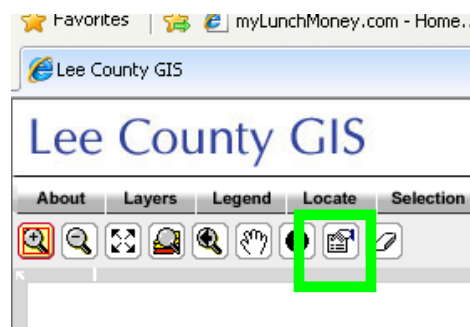 Favorites myLunchMoney.com - Home..
Lee County GIS
Lee County GIS
About Layers Legend Locate Selection